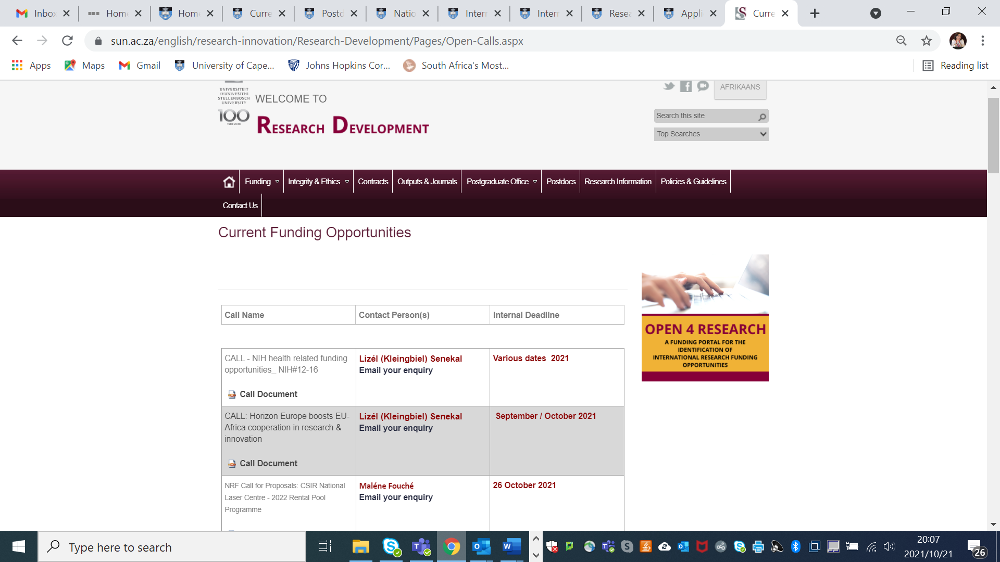 Inbox
Home
Home
Curre
Postd
Natio
Intern
Intern
Resea
Appli
Curre
sun.ac.za/english/research-innovation/Research-Development/Pages/Open-Calls.aspx
Apps
Maps
Gmail
University of Cape...
Johns Hopkins Cor...
South Africa's Most...
Reading list
UNIVERSITEIT
iYUNIVESITHI
STELLENBOSCH
UNIVERSITY
100
1918-2018
WELCOME TO
RESEARCH DEVELOPMENT
AFRIKAANS
Search this site
Top Searches
Funding
Integrity & Ethics
Contracts
Outputs & Journals
Postgraduate Office
Postdocs
Research Information
Policies & Guidelines
Contact Us
Current Funding Opportunities
Call Name
Contact Person(s)
Internal Deadline
CALL - NIH health related funding
opportunities_ NIH#12-16
Call Document
Lizél (Kleingbiel) Senekal
Email your enquiry
Various dates 2021
CALL: Horizon Europe boosts EU-
Africa cooperation in research &
innovation
Call Document
Lizél (Kleingbiel) Senekal
Email your enquiry
September / October 2021
NRF Call for Proposals: CSIR National
Laser Centre - 2022 Rental Pool
Programme
Maléne Fouché
Email your enquiry
26 October 2021
OPEN 4 RESEARCH
A FUNDING PORTAL FOR THE
IDENTIFICATION OF
INTERNATIONAL RESEARCH FUNDING
OPPORTUNITIES
Type here to search
20:07
2021/10/21
26